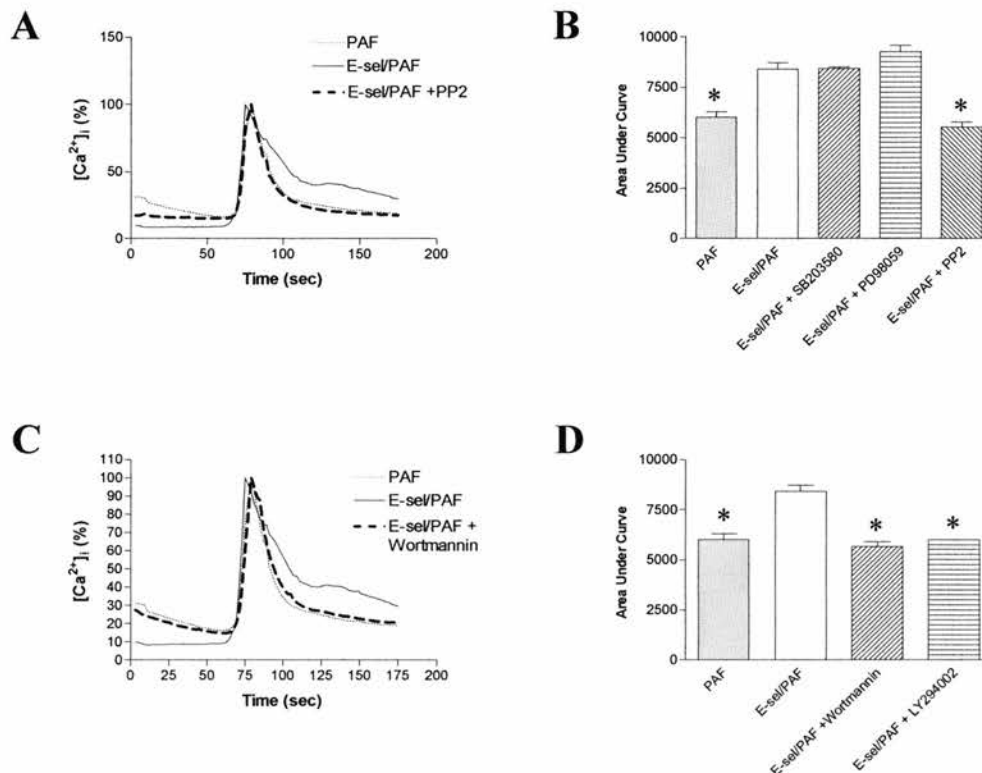 A
PAF
E-sel/PAF
E-sel/PAF +PP2
[Ca2+]i (%)
150
100
50
0
0
50
100
150
200
Time (sec)
B
Area Under Curve
10000
7500
5000
2500
0
*
*
PAF
E-sel/PAF
E-sel/PAF + SB203580
E-sel/PAF + PD98059
E-sel/PAF + PP2
C
PAF
E-sel/PAF
E-sel/PAF +
Wortmannin
[Ca2+]i (%)
100
90
80
70
60
50
40
30
20
10
0
0
25
50
75
100
125
150
175
200
Time (sec)
D
Area Under Curve
10000
7500
5000
2500
0
*
*
*
PAF
E-sel/PAF
E-sel/PAF +Wortmannin
E-sel/PAF + LY294002